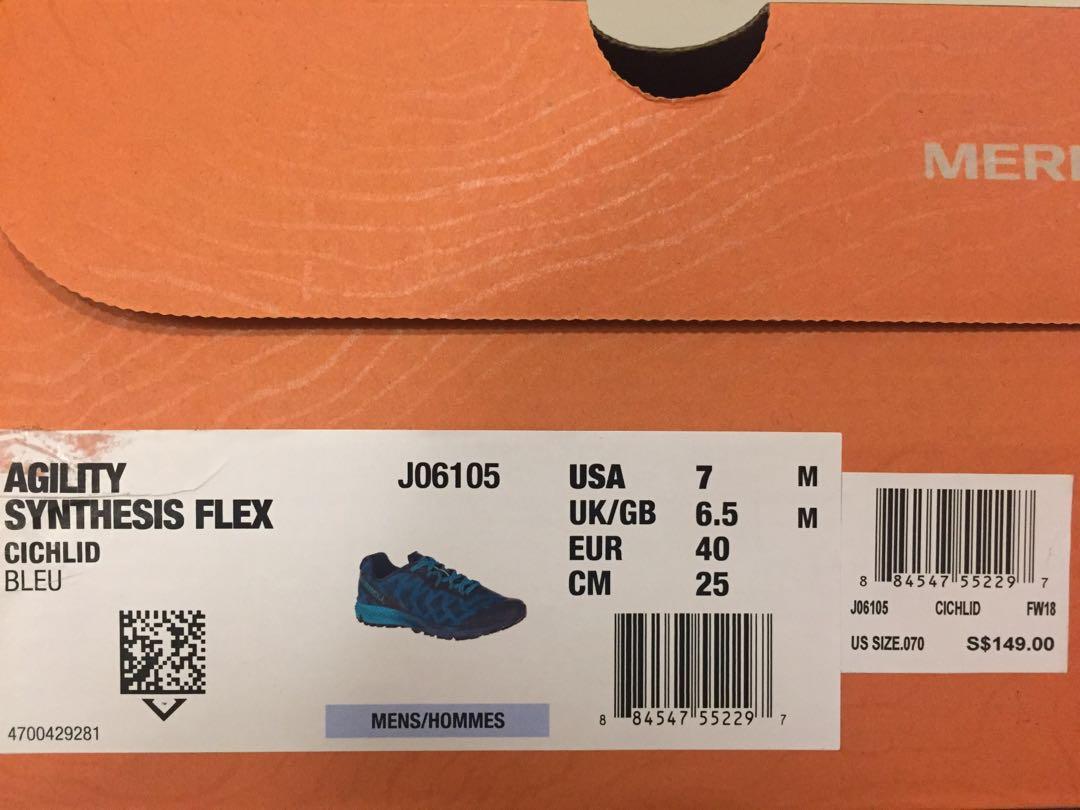 MERR
AGILITY
SYNTHESIS FLEX
CICHLID
BLEU
J06105
USA 7 M
UK/GB 6.5 M
EUR 40
CM 25
4700429281
MENS/HOMMES
8 84547 55229 7
8 84547 55229 7
J06105 CICHLID FW18
US SIZE.070 S$149.00